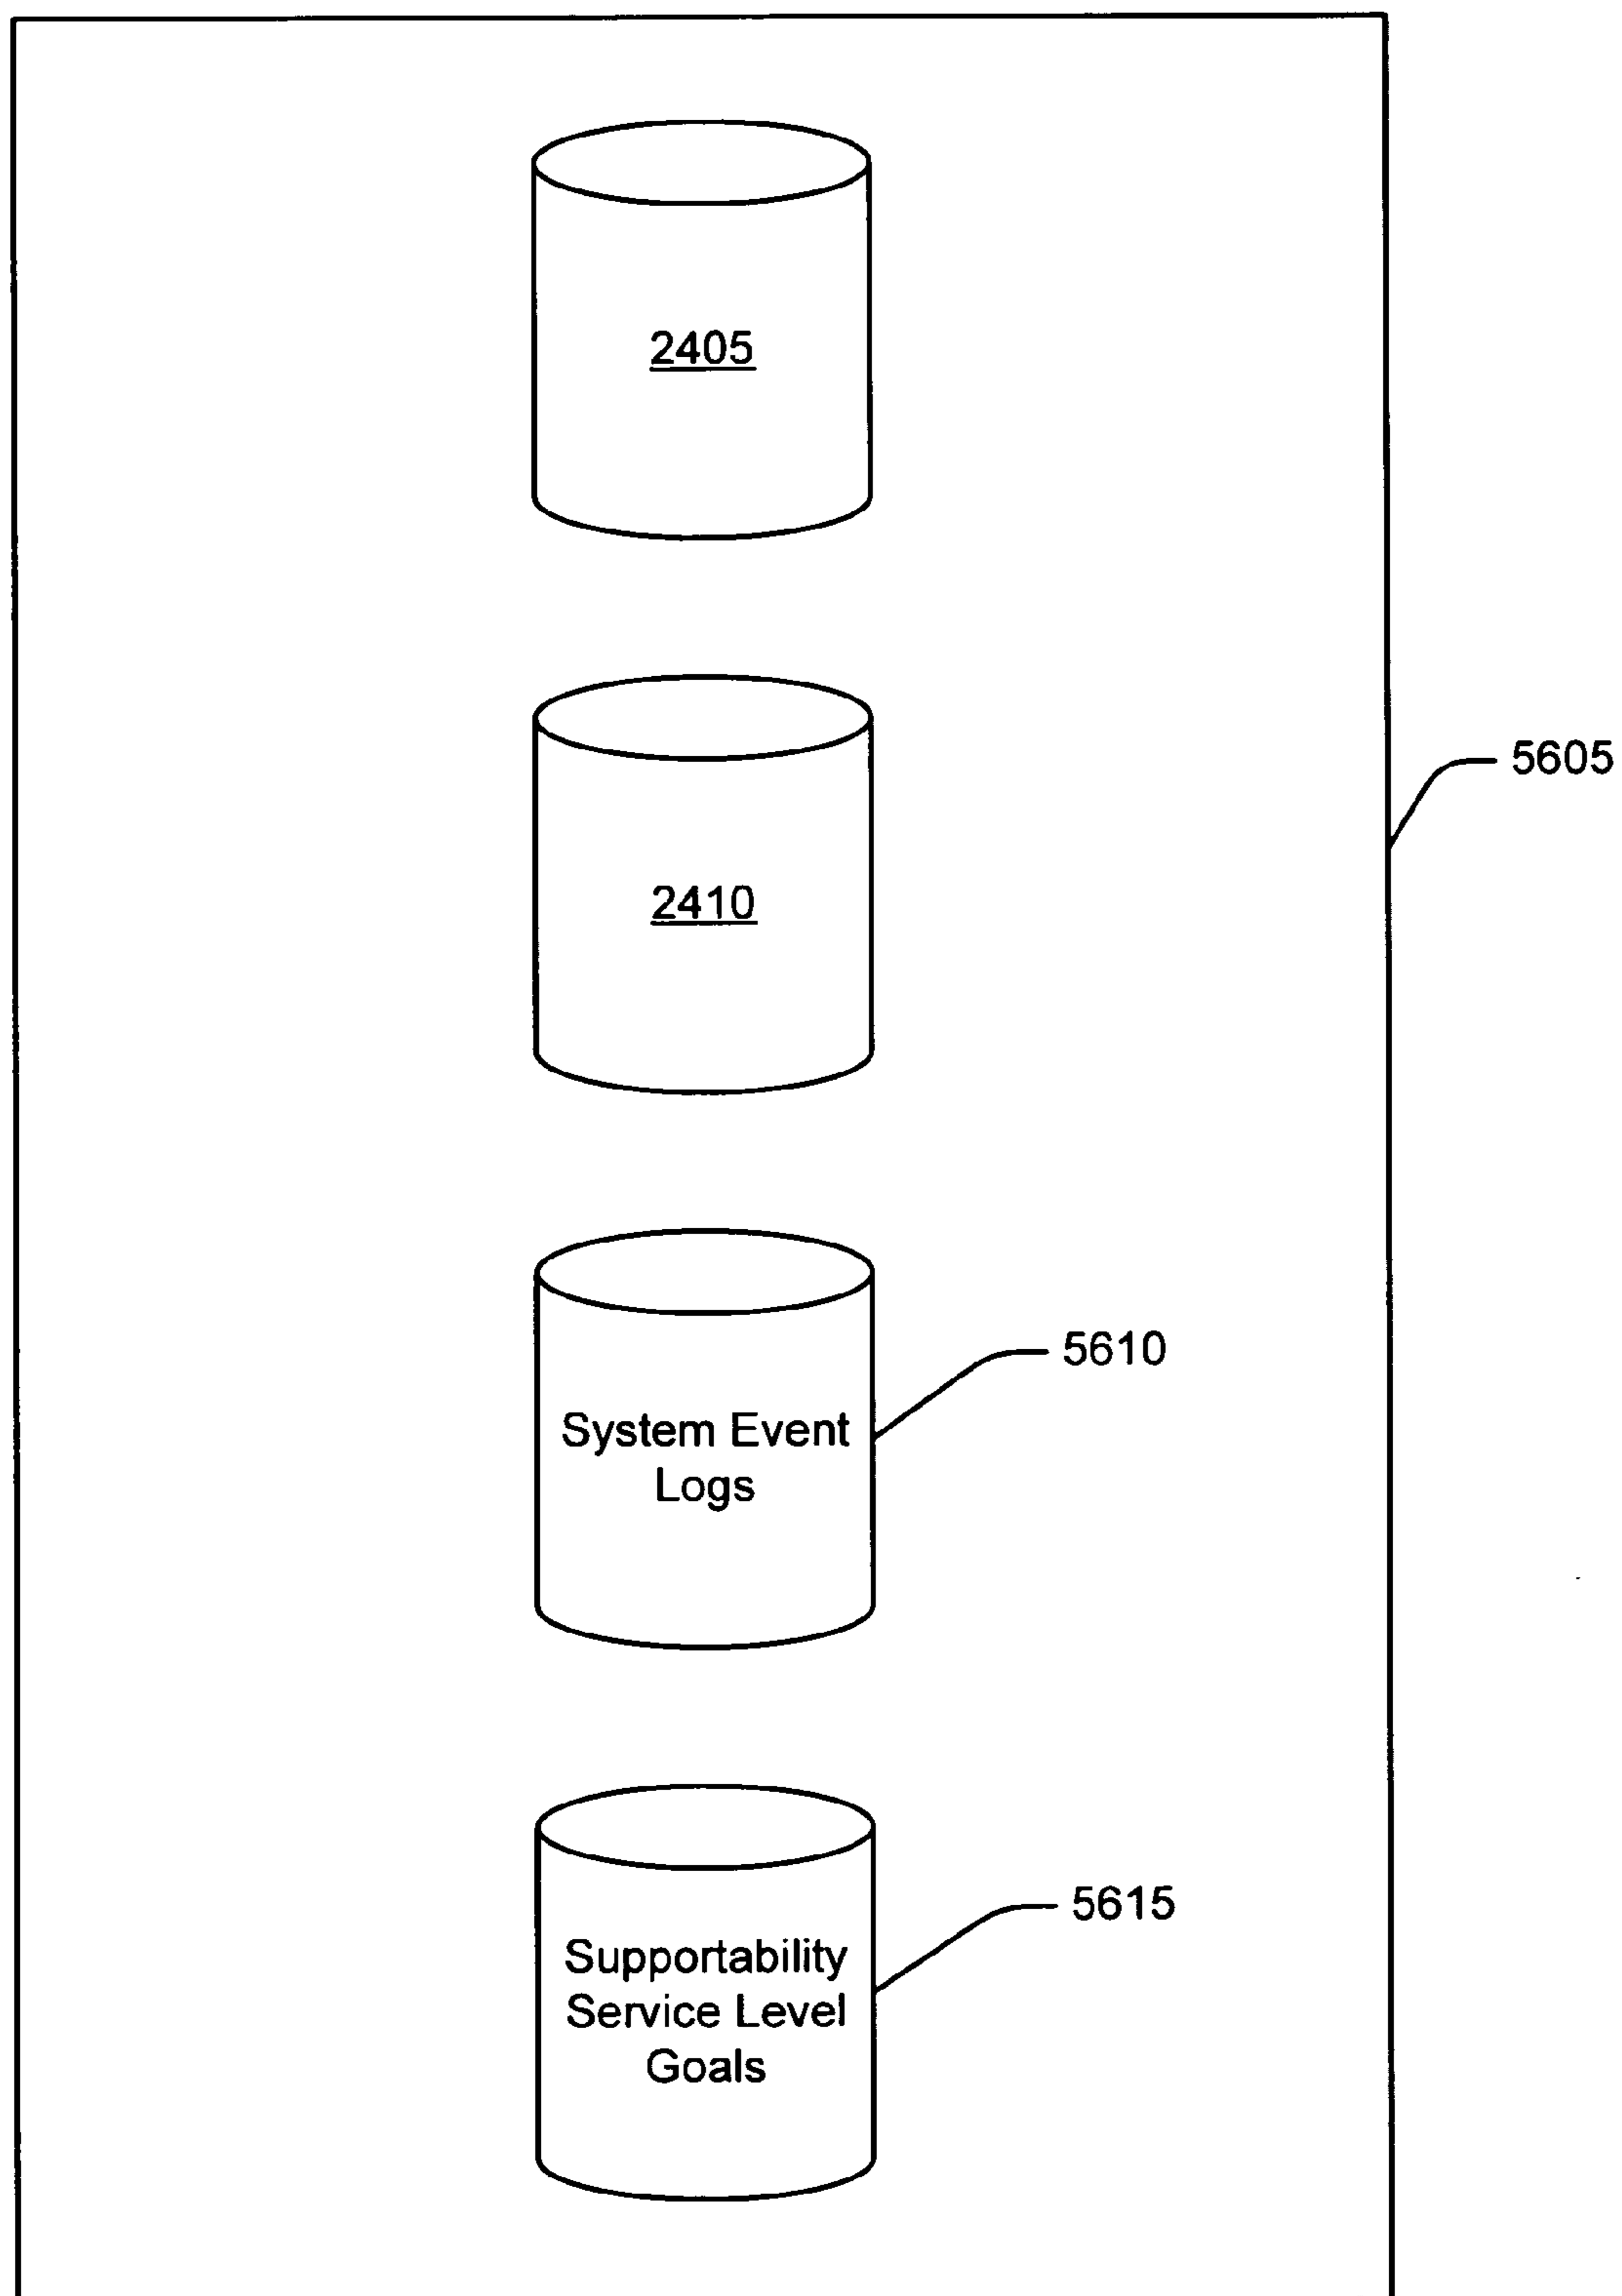 2405
2410
5605
5610
System Event
Logs
5615
Supportability
Service Level
Goals